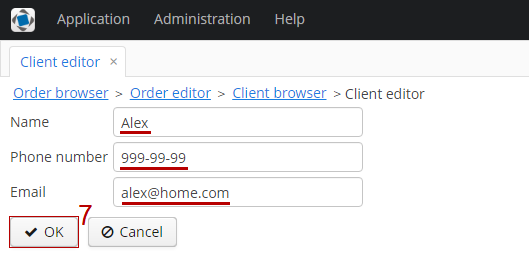 Application Administration Help
Client editor ×
Order browser > Order editor > Client browser > Client editor
Name Alex
Phone number 999-99-99
Email alex@home.com
OK 7 Cancel